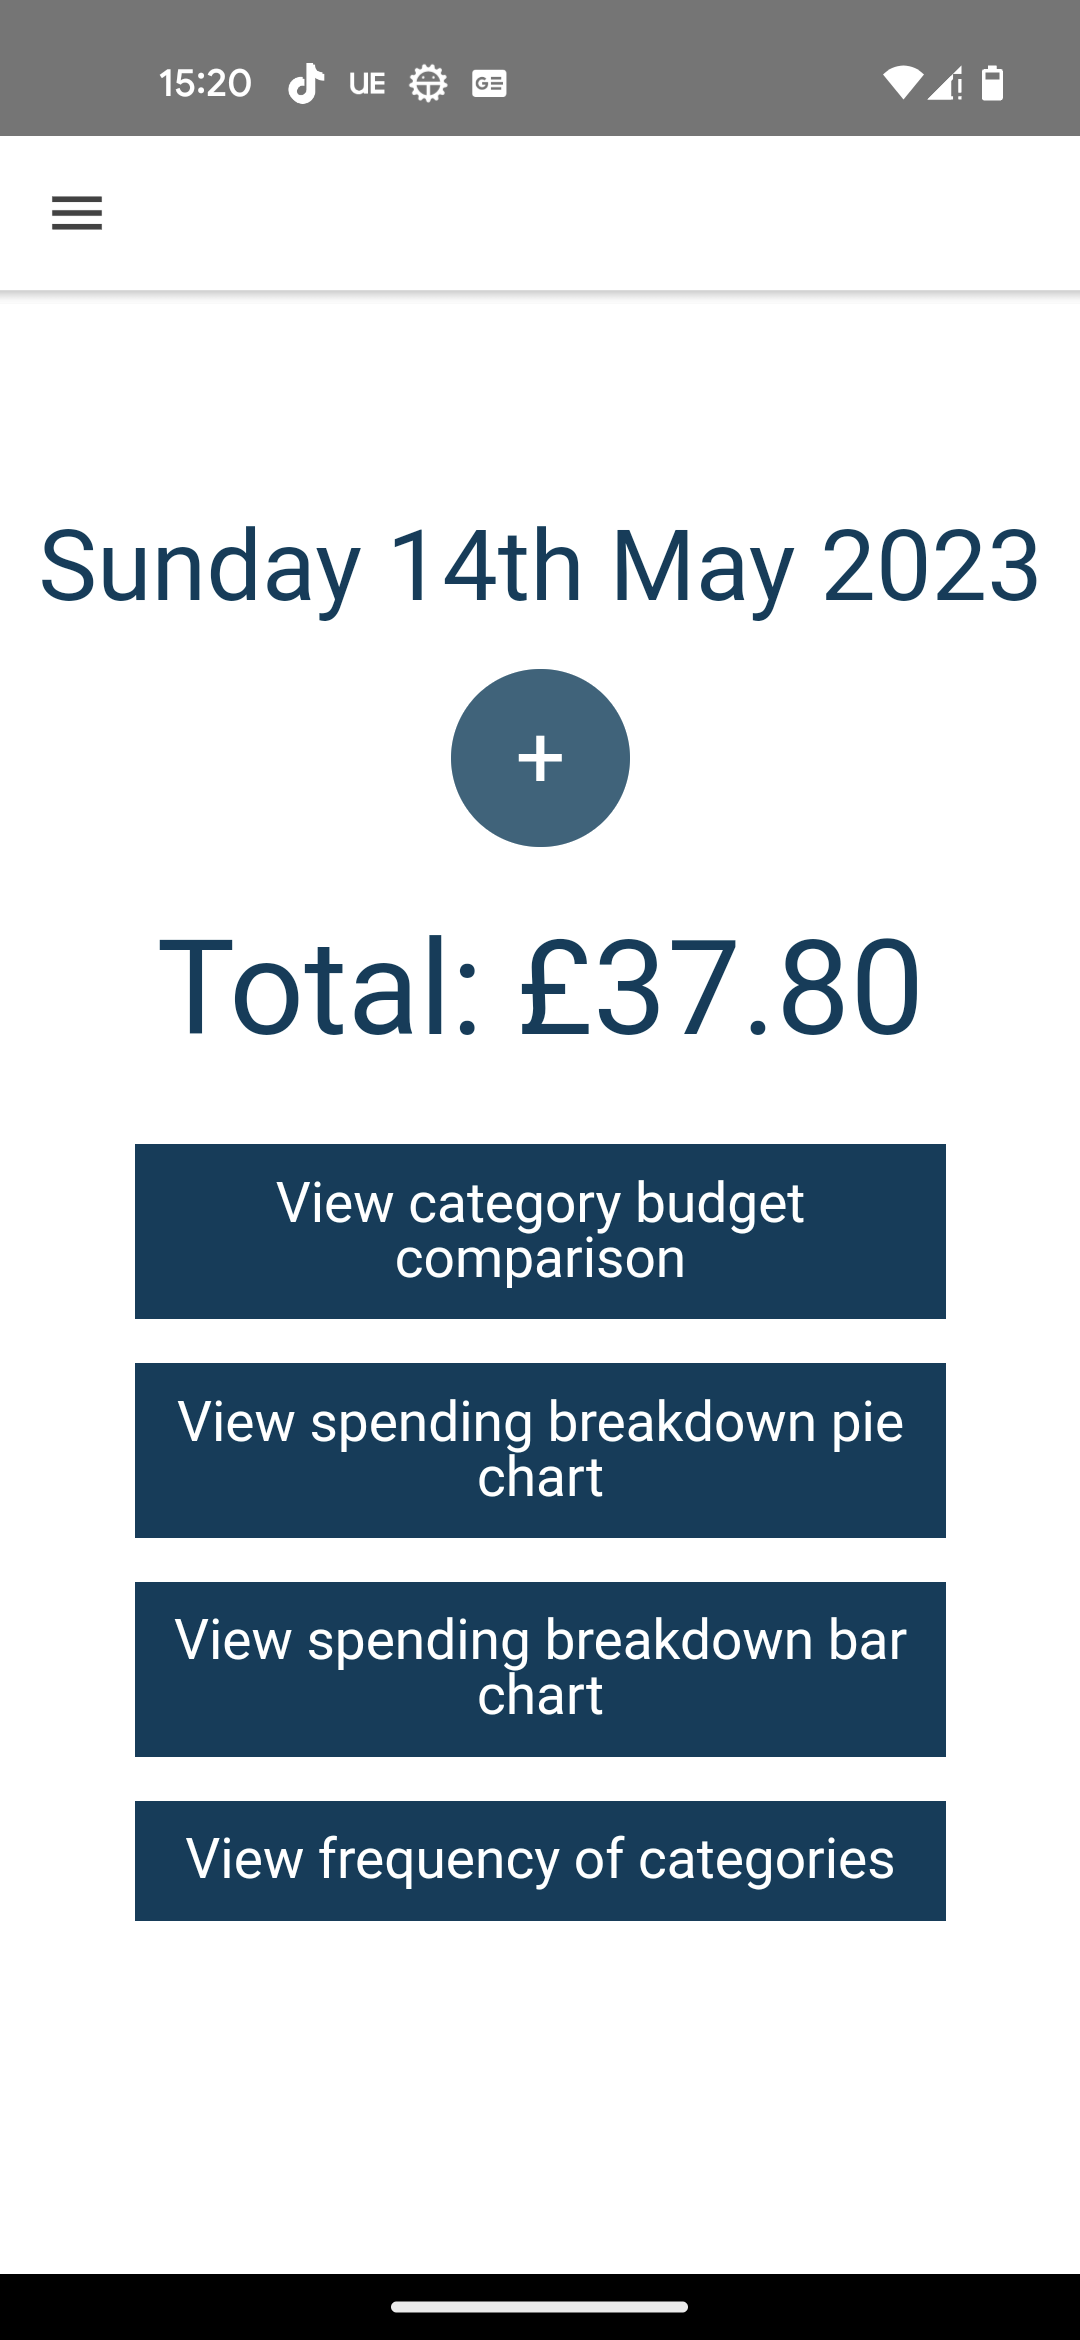 15:20 UE GE
Sunday 14th May 2023
+
Total: £37.80
View category budget
comparison
View spending breakdown pie
chart
View spending breakdown bar
chart
View frequency of categories